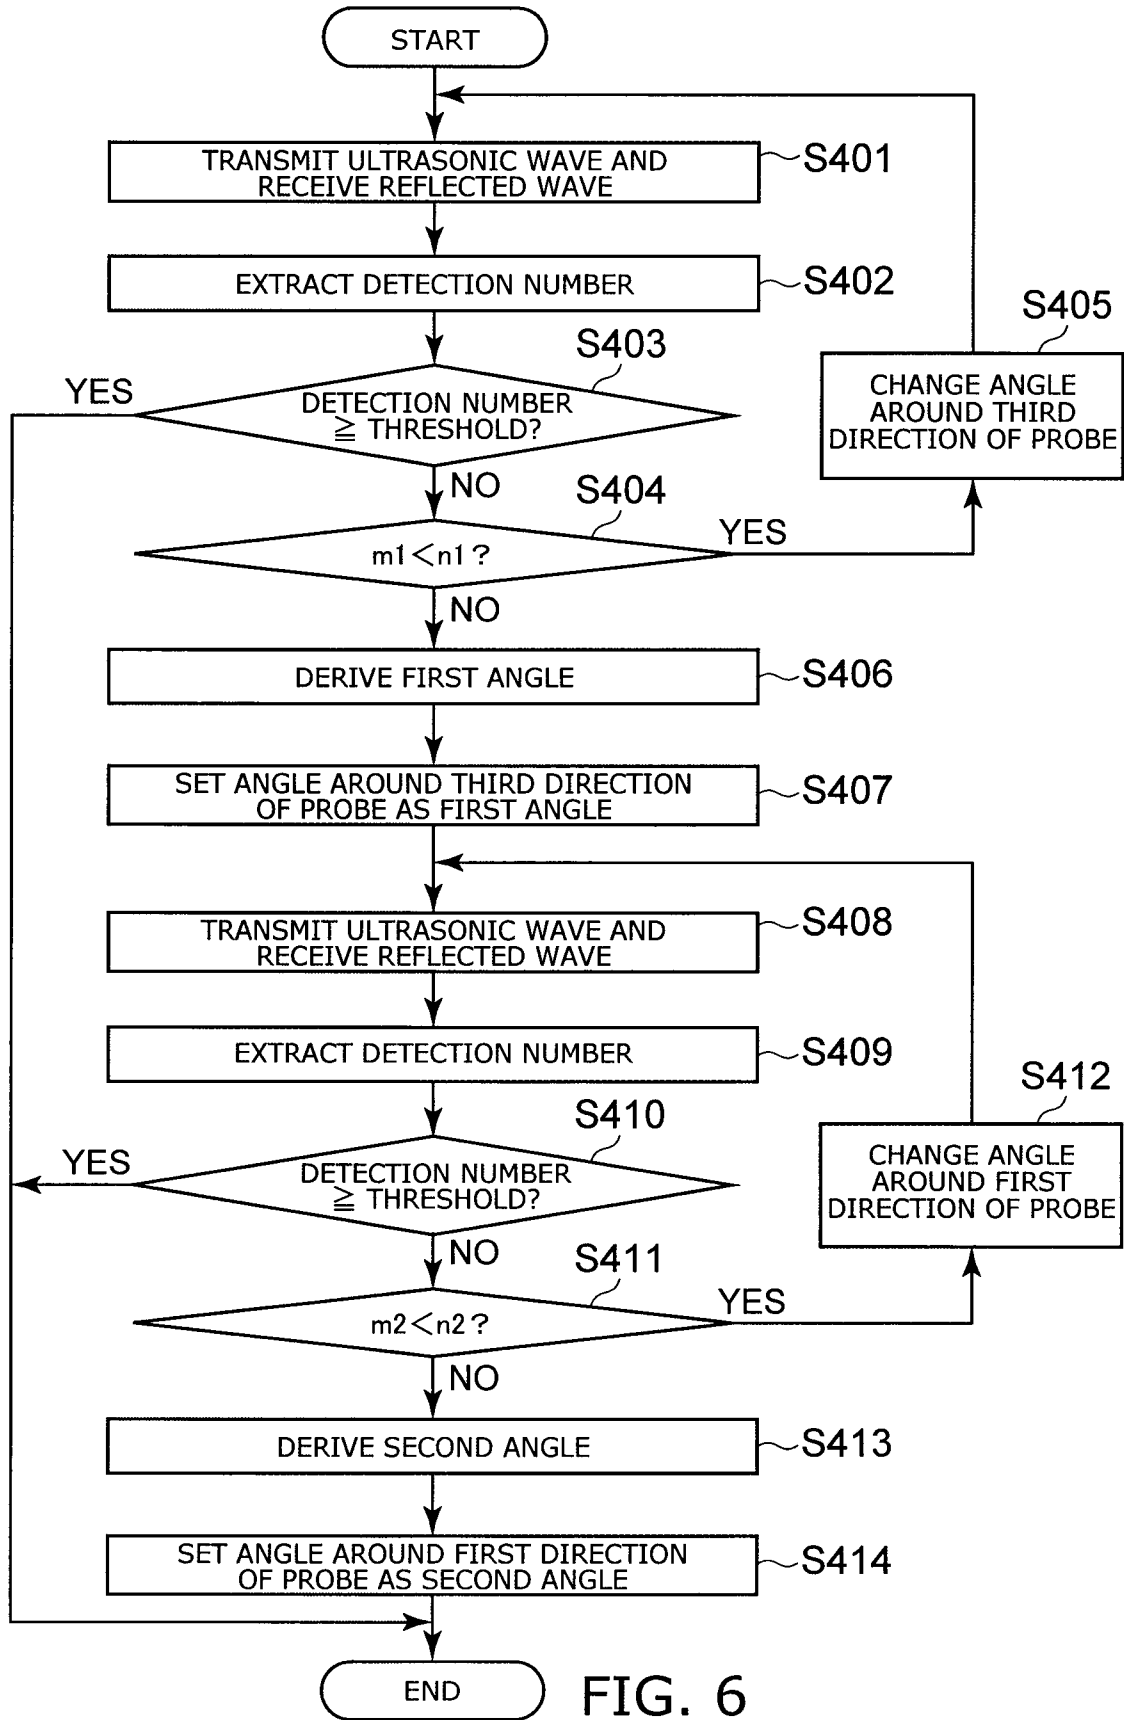 START
TRANSMIT ULTRASONIC WAVE AND
RECEIVE REFLECTED WAVE
S401
EXTRACT DETECTION NUMBER
S402
S403
YES
DETECTION NUMBER
≧ THRESHOLD?
NO
S405
CHANGE ANGLE
AROUND THIRD
DIRECTION OF PROBE
S404
m1<n1?
YES
NO
DERIVE FIRST ANGLE
S406
SET ANGLE AROUND THIRD DIRECTION
OF PROBE AS FIRST ANGLE
S407
TRANSMIT ULTRASONIC WAVE AND
RECEIVE REFLECTED WAVE
S408
EXTRACT DETECTION NUMBER
S409
S410
YES
DETECTION NUMBER
≧ THRESHOLD?
NO
S412
CHANGE ANGLE
AROUND FIRST
DIRECTION OF PROBE
S411
m2<n2?
YES
NO
DERIVE SECOND ANGLE
S413
SET ANGLE AROUND FIRST DIRECTION
OF PROBE AS SECOND ANGLE
S414
END
FIG. 6